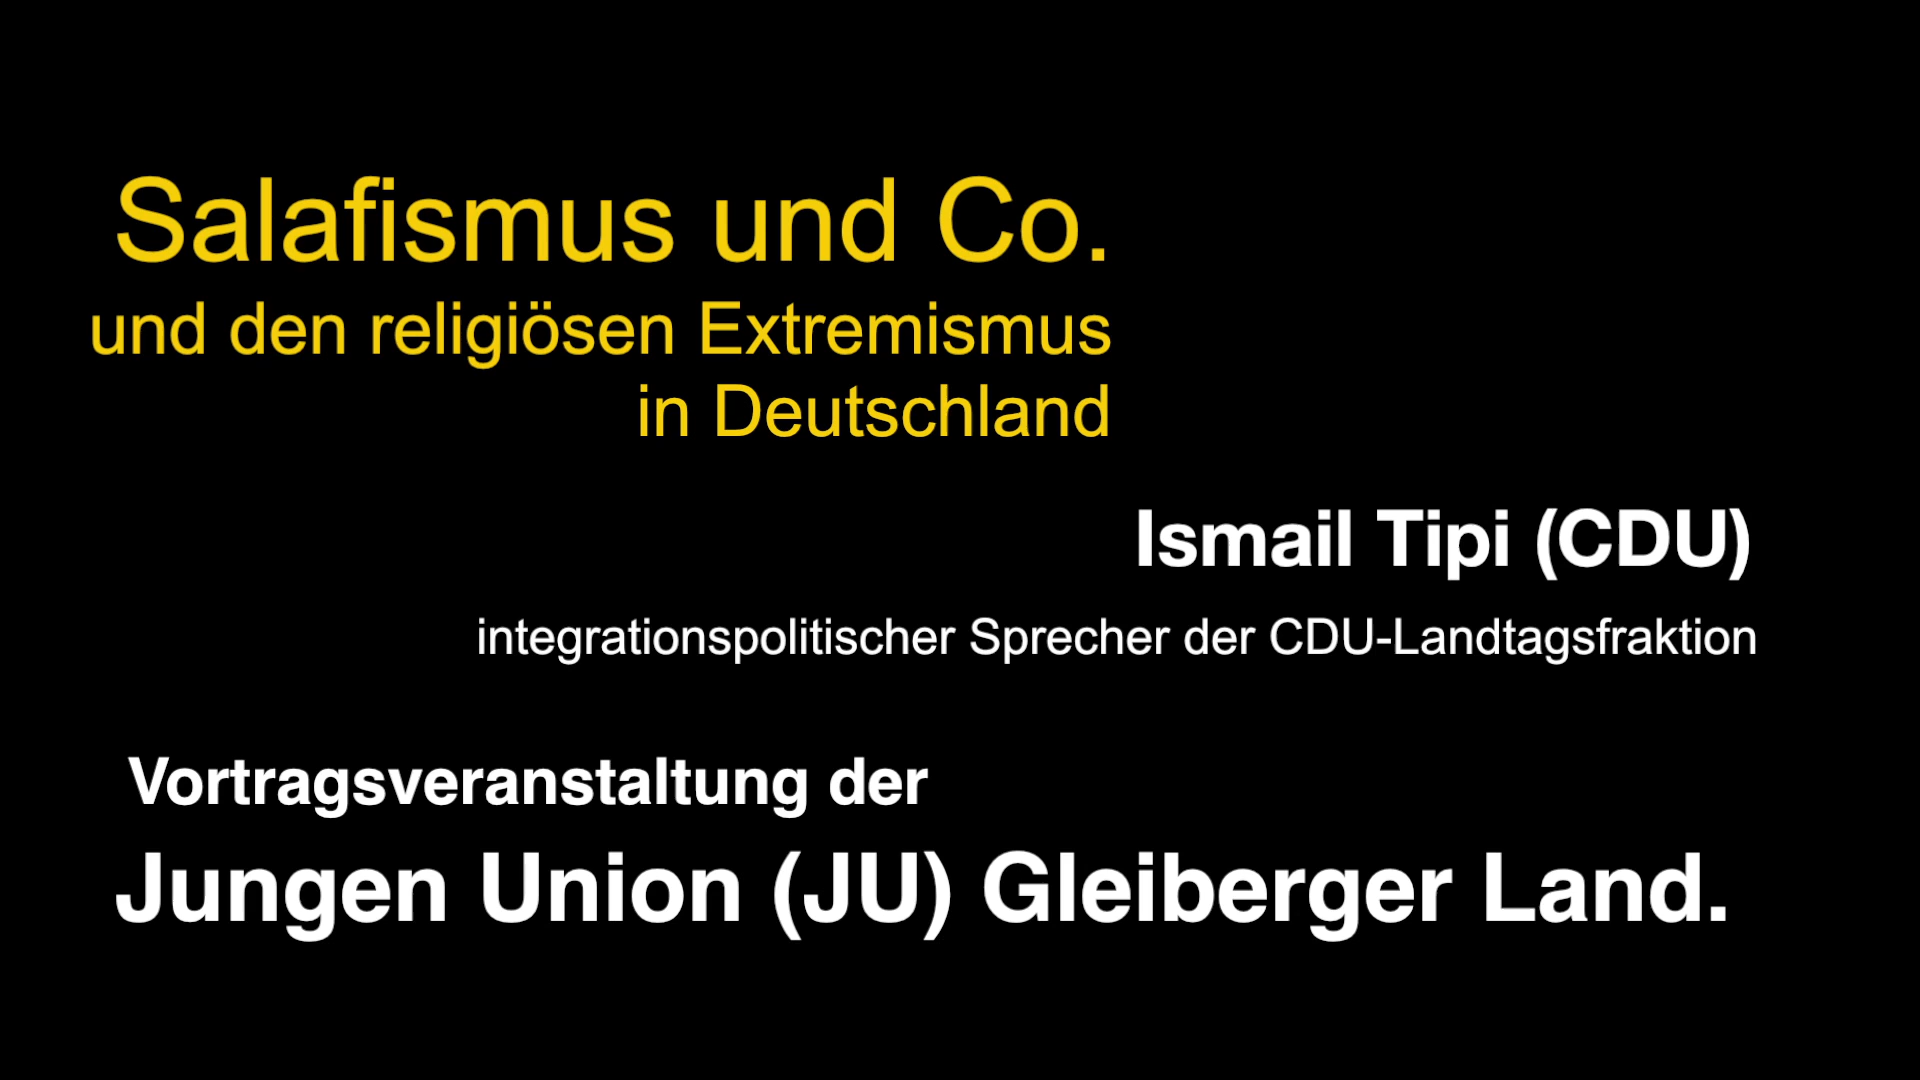 Salafismus und Co.
und den religiösen Extremismus
in Deutschland
Ismail Tipi (CDU)
integrationspolitischer Sprecher der CDU-Landtagsfraktion
Vortragsveranstaltung der
Jungen Union (JU) Gleiberger Land.